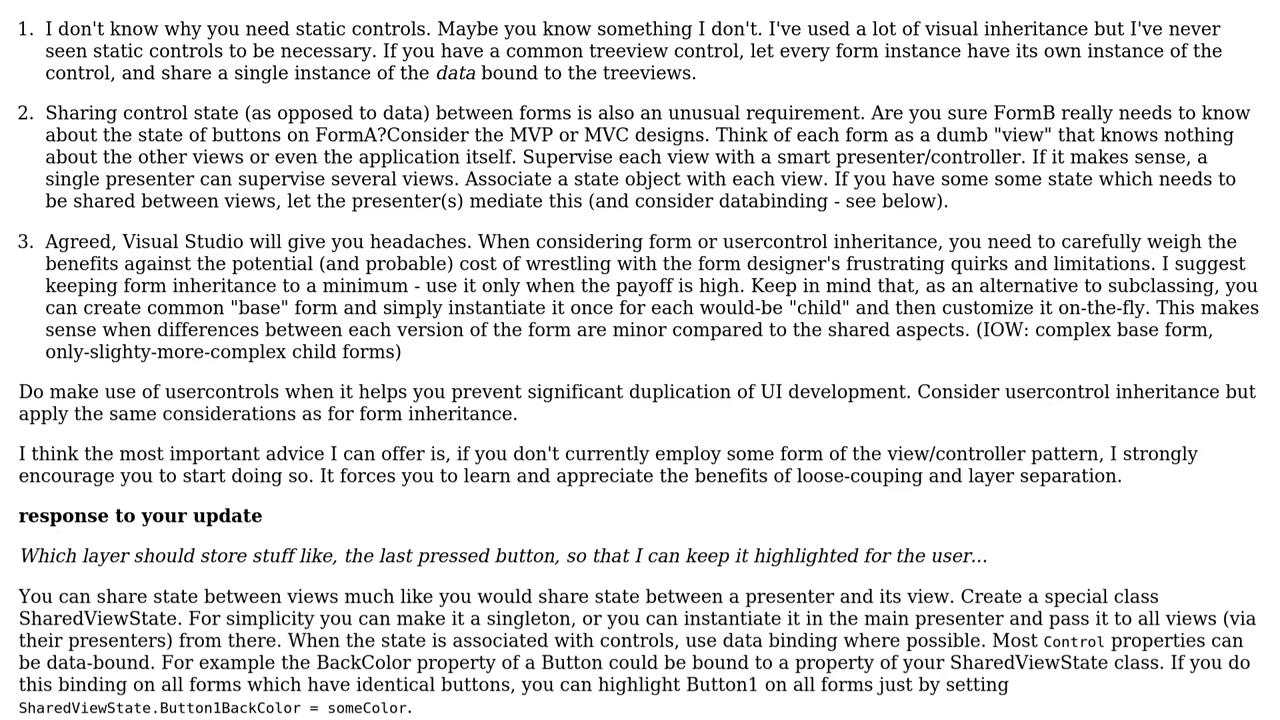 1. I don't know why you need static controls. Maybe you know something I don't. I've used a lot of visual inheritance but I've never
seen static controls to be necessary. If you have a common treeview control, let every form instance have its own instance of the
control, and share a single instance of the data bound to the treeviews.
2. Sharing control state (as opposed to data) between forms is also an unusual requirement. Are you sure FormB really needs to know
about the state of buttons on FormA?Consider the MVP or MVC designs. Think of each form as a dumb "view" that knows nothing
about the other views or even the application itself. Supervise each view with a smart presenter/controller. If it makes sense, a
single presenter can supervise several views. Associate a state object with each view. If you have some some state which needs to
be shared between views, let the presenter(s) mediate this (and consider databinding - see below).
3. Agreed, Visual Studio will give you headaches. When considering form or usercontrol inheritance, you need to carefully weigh the
benefits against the potential (and probable) cost of wrestling with the form designer's frustrating quirks and limitations. I suggest
keeping form inheritance to a minimum - use it only when the payoff is high. Keep in mind that, as an alternative to subclassing, you
can create common "base" form and simply instantiate it once for each would-be "child" and then customize it on-the-fly. This makes
sense when differences between each version of the form are minor compared to the shared aspects. (IOW: complex base form,
only-slighty-more-complex child forms)
Do make use of usercontrols when it helps you prevent significant duplication of UI development. Consider usercontrol inheritance but
apply the same considerations as for form inheritance.
I think the most important advice I can offer is, if you don't currently employ some form of the view/controller pattern, I strongly
encourage you to start doing so. It forces you to learn and appreciate the benefits of loose-couping and layer separation.
response to your update
Which layer should store stuff like, the last pressed button, so that I can keep it highlighted for the user...
You can share state between views much like you would share state between a presenter and its view. Create a special class
SharedViewState. For simplicity you can make it a singleton, or you can instantiate it in the main presenter and pass it to all views (via
their presenters) from there. When the state is associated with controls, use data binding where possible. Most Control properties can
be data-bound. For example the BackColor property of a Button could be bound to a property of your SharedViewState class. If you do
this binding on all forms which have identical buttons, you can highlight Button1 on all forms just by setting
SharedViewState.Button1BackColor = someColor.